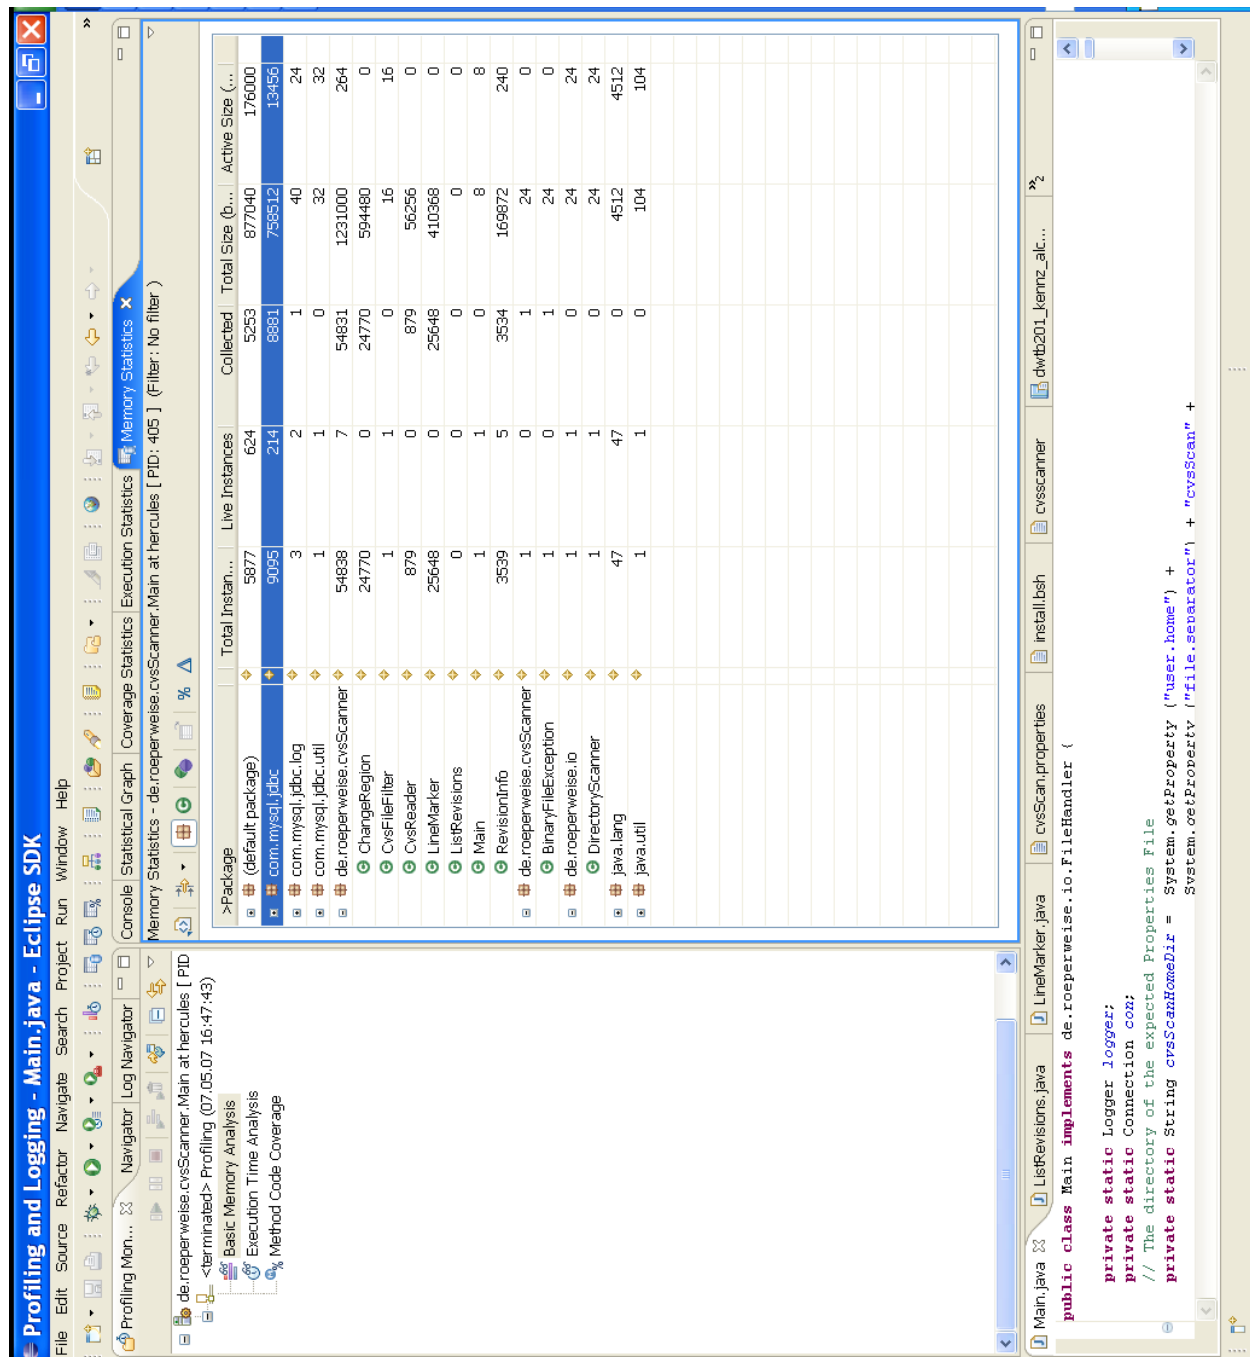 Profiling and Logging - Main.java - Eclipse SDK
File Edit Source Refactor Navigate Search Project Run Window Help
Profiling Mon... Navigator Log Navigator
de.roeperweise.cvsScanner.Main at hercules [ PID
<terminated> Profiling (07.05.07 16:47:43)
Basic Memory Analysis
Execution Time Analysis
Method Code Coverage
Console Statistical Graph Coverage Statistics Execution Statistics Memory Statistics
Memory Statistics - de.roeperweise.cvsScanner.Main at hercules [ PID: 405 ] (Filter: No filter )
>Package Total Instan... Live Instances Collected Total Size (b... Active Size (...
(default package) 5877 624 5253 877040 176000
com.mysql.jdbc 9095 214 8881 758512 13456
com.mysql.jdbc.log 3 2 1 40 24
com.mysql.jdbc.util 1 1 0 32 32
de.roeperweise.cvsScanner 54838 7 54831 1231000 264
ChangeRegion 24770 0 24770 594480 0
CvsFileFilter 1 1 0 16 16
CvsReader 879 0 879 56256 0
LineMarker 25648 0 25648 410368 0
ListRevisions 0 0 0 0 0
Main 1 1 0 8 8
RevisionInfo 3539 5 3534 169872 240
de.roeperweise.cvsScanner 1 0 1 24 0
BinaryFileException 1 0 1 24 0
de.roeperweise.io 1 1 0 24 24
DirectoryScanner 1 1 0 24 24
java.lang 47 47 0 4512 4512
java.util 1 1 0 104 104
Main.java ListRevisions.java LineMarker.java cvsScan.properties install.bsh cvsscanner dwtb201_kennz_alc... »2
public class Main implements de.roeperweise.io.FileHandler {
private static Logger logger;
private static Connection con;
// The directory of the expected Properties File
private static String cvsScanHomeDir = System.getProperty ("user.home") +
System.getProperty ("file.separator") + "cvsScan" +